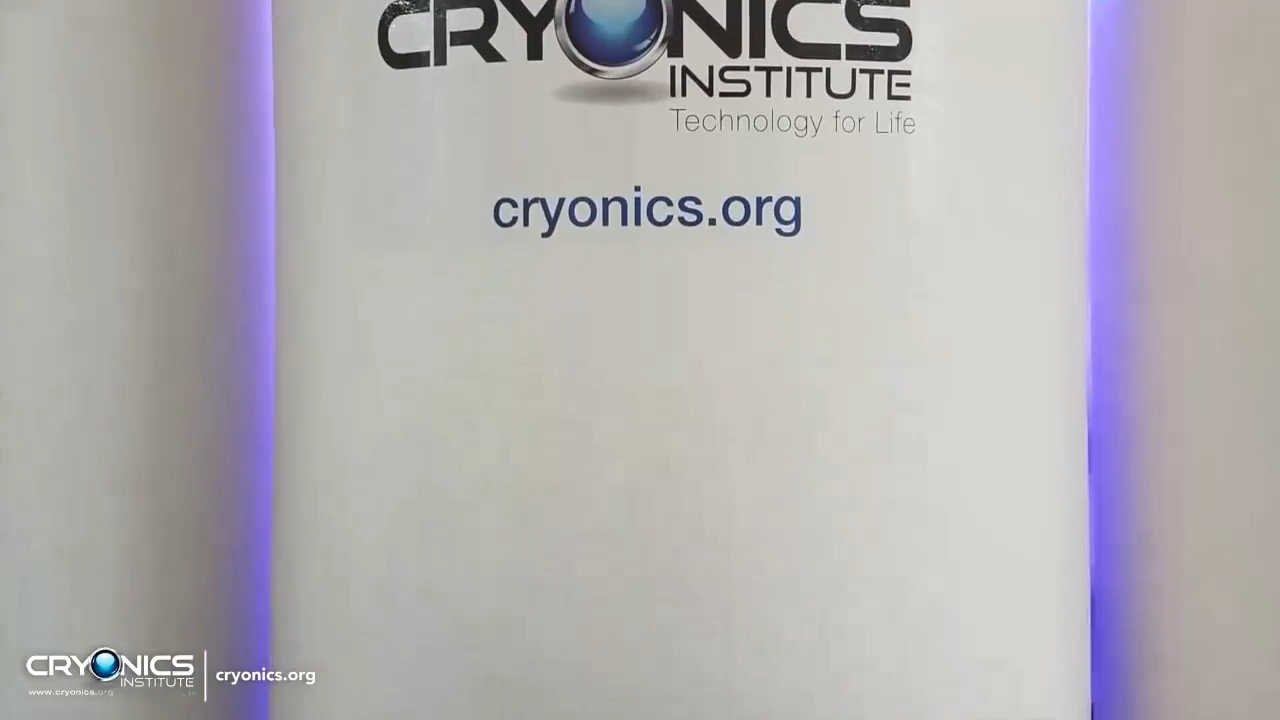 CRYONICS
INSTITUTE
Technology for Life
cryonics.org
CRYONICS
INSTITUTE
www.cryonics.org
cryonics.org